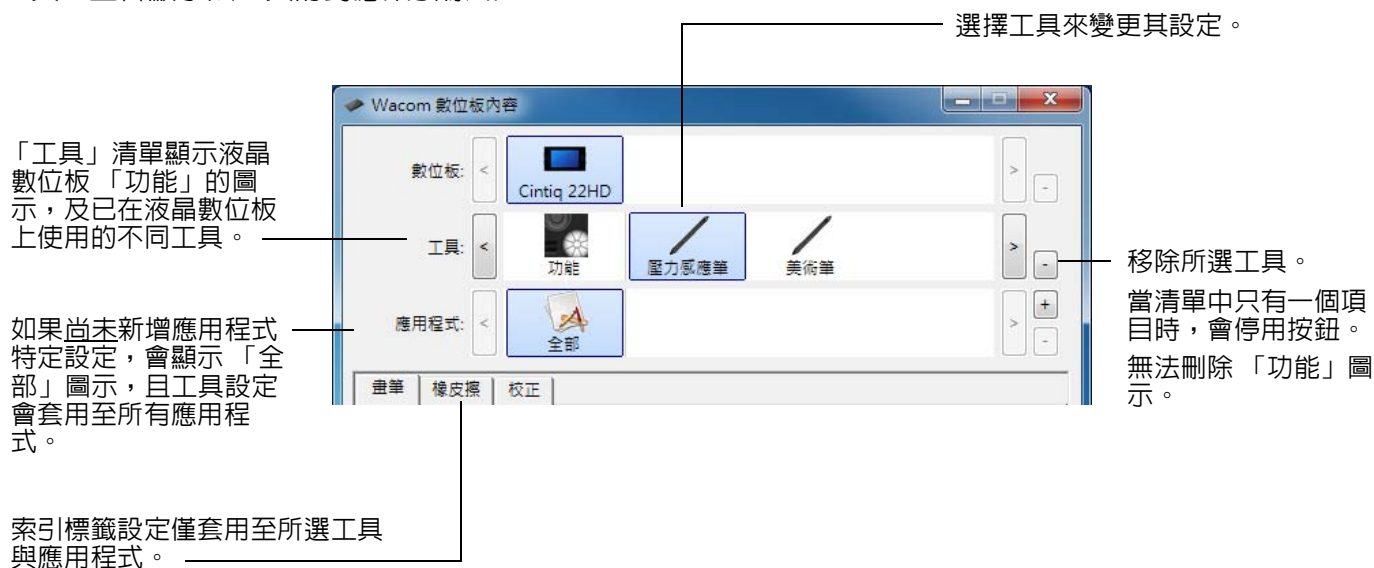 選擇工具來變更其設定。
「工具」清單顯示液晶
數位板 「功能」的圖
示,及已在液晶數位板
上使用的不同工具。
如果尚未新增應用程式
特定設定,會顯示 「全
部」圖示,且工具設定
會套用至所有應用程
式。
索引標籤設定僅套用至所選工具
與應用程式。
Wacom 數位板內容
數位板: < Cintiq 22HD > -
工具: < 功能 壓力感應筆 美術筆 > -
應用程式: < 全部 > + -
畫筆 橡皮擦 校正
移除所選工具。
當清單中只有一個項
目時,會停用按鈕。
無法刪除 「功能」圖
示。